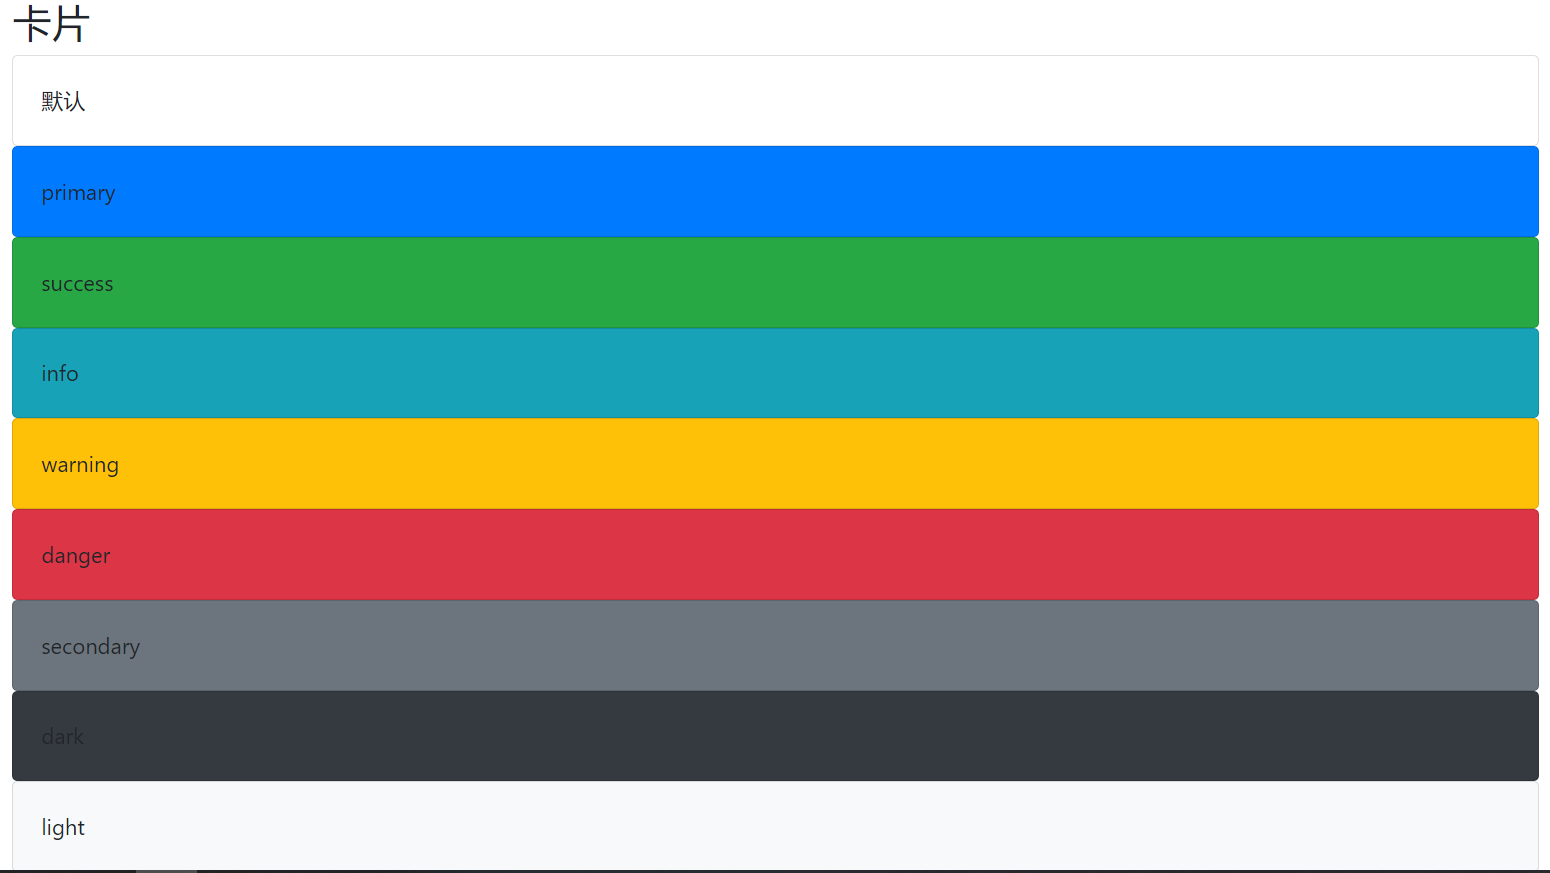 卡片
默认
primary
success
info
warning
danger
secondary
dark
light